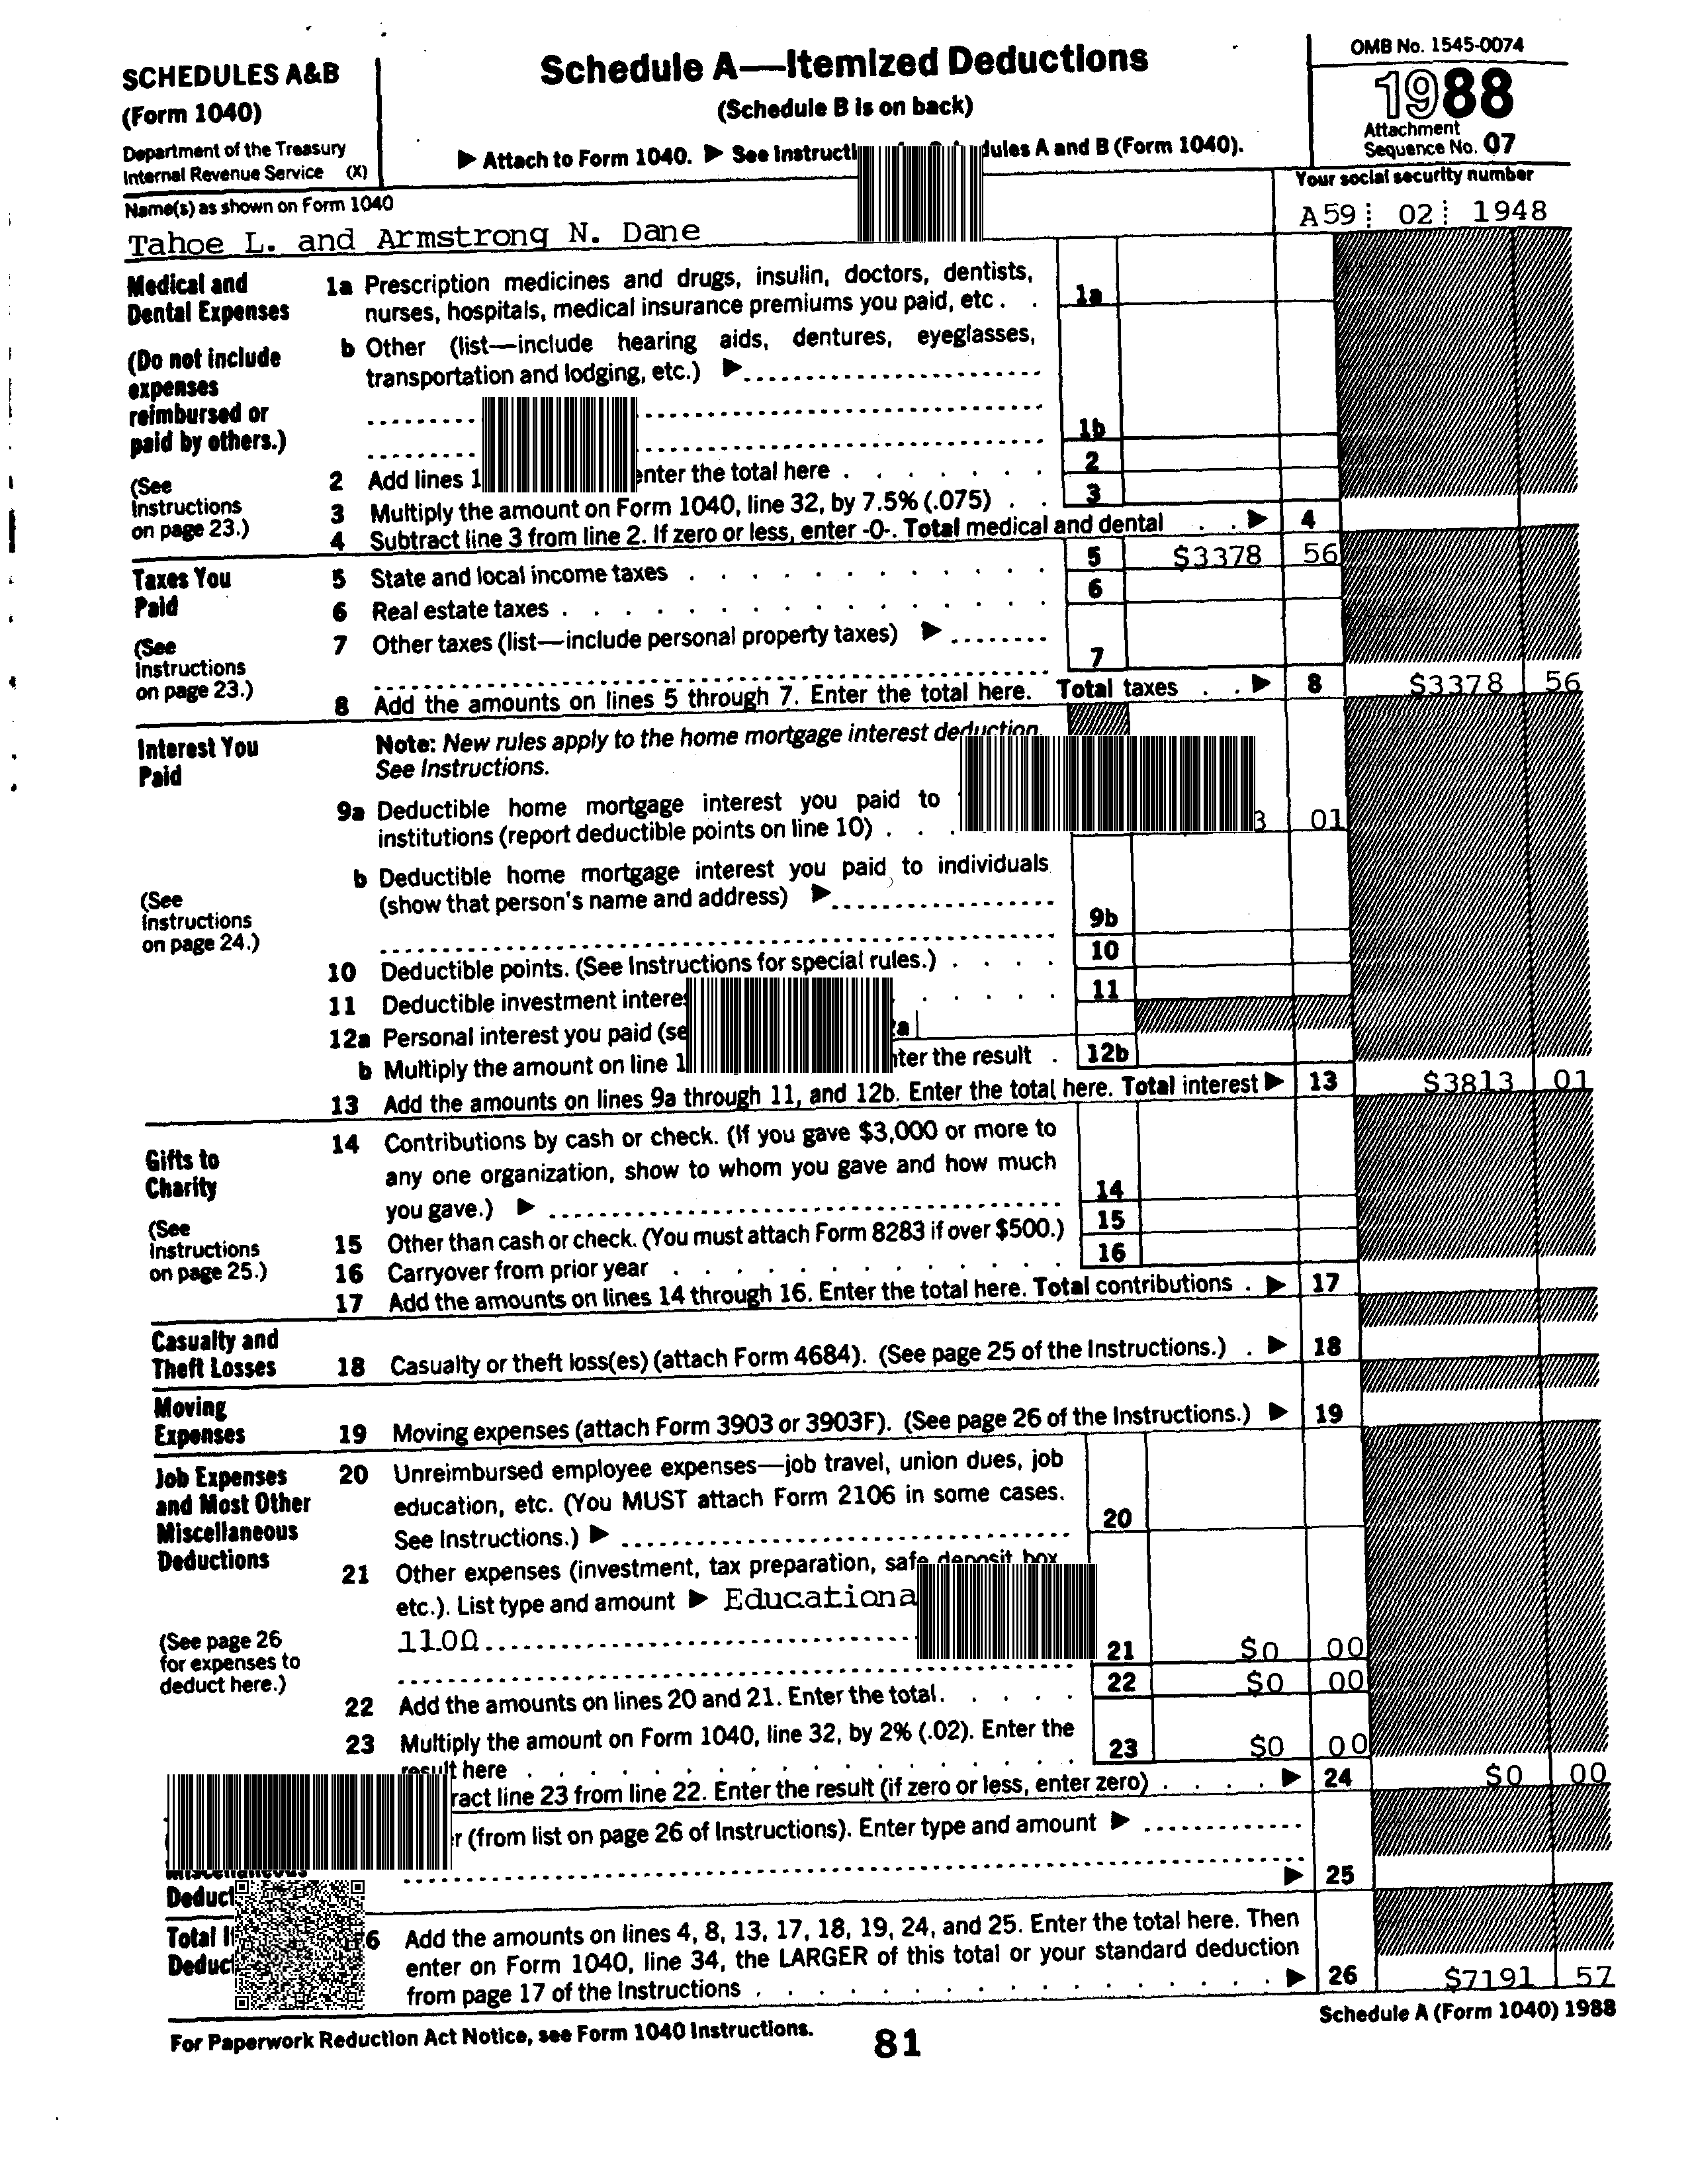 SCHEDULES A&B
(Form 1040)
Department of the Treasury
Internal Revenue Service (X)
Schedule A—Itemized Deductions
(Schedule B is on back)
▶ Attach to Form 1040. ▶ See Instructi dules A and B (Form 1040).
OMB No. 1545-0074
1988
Attachment
Sequence No. 07
Name(s) as shown on Form 1040
Tahoe L. and Armstrong N. Dane
Your social security number
A59 02 1948
Medical and
Dental Expenses
(Do not include
expenses
reimbursed or
paid by others.)
(See
Instructions
on page 23.)
1a Prescription medicines and drugs, insulin, doctors, dentists,
nurses, hospitals, medical insurance premiums you paid, etc . . 1a
b Other (list—include hearing aids, dentures, eyeglasses,
transportation and lodging, etc.) ▶
1b
2 Add lines 1 enter the total here . . . . . . . 2
3 Multiply the amount on Form 1040, line 32, by 7.5% (.075) . . 3
4 Subtract line 3 from line 2. If zero or less, enter -0-. Total medical and dental . . ▶ 4
Taxes You
Paid
(See
Instructions
on page 23.)
5 State and local income taxes . . . . . . . . . . . . 5 $3378 56
6 Real estate taxes . . . . . . . . . . . . . . . . 6
7 Other taxes (list—include personal property taxes) ▶
7
8 Add the amounts on lines 5 through 7. Enter the total here. Total taxes . . ▶ 8 $3378 56
Interest You
Paid
(See
Instructions
on page 24.)
Note: New rules apply to the home mortgage interest deduction.
See Instructions.
9a Deductible home mortgage interest you paid to
institutions (report deductible points on line 10) . . . 3 01
b Deductible home mortgage interest you paid to individuals
(show that person's name and address) ▶
9b
10 Deductible points. (See Instructions for special rules.) . . . . 10
11 Deductible investment interes . . . . . 11
12a Personal interest you paid (se a
b Multiply the amount on line 1 nter the result . 12b
13 Add the amounts on lines 9a through 11, and 12b. Enter the total here. Total interest ▶ 13 $3813 01
Gifts to
Charity
(See
Instructions
on page 25.)
14 Contributions by cash or check. (If you gave $3,000 or more to
any one organization, show to whom you gave and how much
you gave.) ▶ 14
15 Other than cash or check. (You must attach Form 8283 if over $500.) 15
16 Carryover from prior year . . . . . . . . . . . . . 16
17 Add the amounts on lines 14 through 16. Enter the total here. Total contributions . ▶ 17
Casualty and
Theft Losses
18 Casualty or theft loss(es) (attach Form 4684). (See page 25 of the Instructions.) . ▶ 18
Moving
Expenses
19 Moving expenses (attach Form 3903 or 3903F). (See page 26 of the Instructions.) ▶ 19
Job Expenses
and Most Other
Miscellaneous
Deductions
(See page 26
for expenses to
deduct here.)
20 Unreimbursed employee expenses—job travel, union dues, job
education, etc. (You MUST attach Form 2106 in some cases.
See Instructions.) ▶ 20
21 Other expenses (investment, tax preparation, safe deposit box
etc.). List type and amount ▶ Educationa
11.00 21 $0 00
22 Add the amounts on lines 20 and 21. Enter the total. . . . . 22 $0 00
23 Multiply the amount on Form 1040, line 32, by 2% (.02). Enter the
result here . . . . . . . . . . . . . . . . . 23 $0 00
ract line 23 from line 22. Enter the result (if zero or less, enter zero) . . . . ▶ 24 $0 00
r (from list on page 26 of Instructions). Enter type and amount ▶
Miscellaneous
Deduct
▶ 25
Total It
Deduct
6 Add the amounts on lines 4, 8, 13, 17, 18, 19, 24, and 25. Enter the total here. Then
enter on Form 1040, line 34, the LARGER of this total or your standard deduction
from page 17 of the Instructions . . . . . . . . . . . . . ▶ 26 $7191 57
For Paperwork Reduction Act Notice, see Form 1040 Instructions.
81
Schedule A (Form 1040) 1988